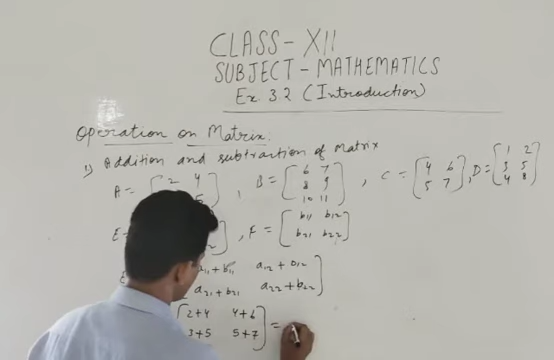 CLASS-XII
SUBJECT-MATHEMATICS
Ex. 3.2 (Introduction)
Operation on Matrix.
1) Addition and subtraction of Matrix
A = [ 2 4
5 ] , B = [ 6 7
8 9
10 11 ] , C = [ 4 6
5 7 ] , D = [ 1 2
3 5
4 8 ]
E = , F = [ b11 b12
b21 b22 ]
a11 + b11 a12 + b12
a21 + b21 a22 + b22 ]
[ 2+4 4+6
3+5 5+7 ] =